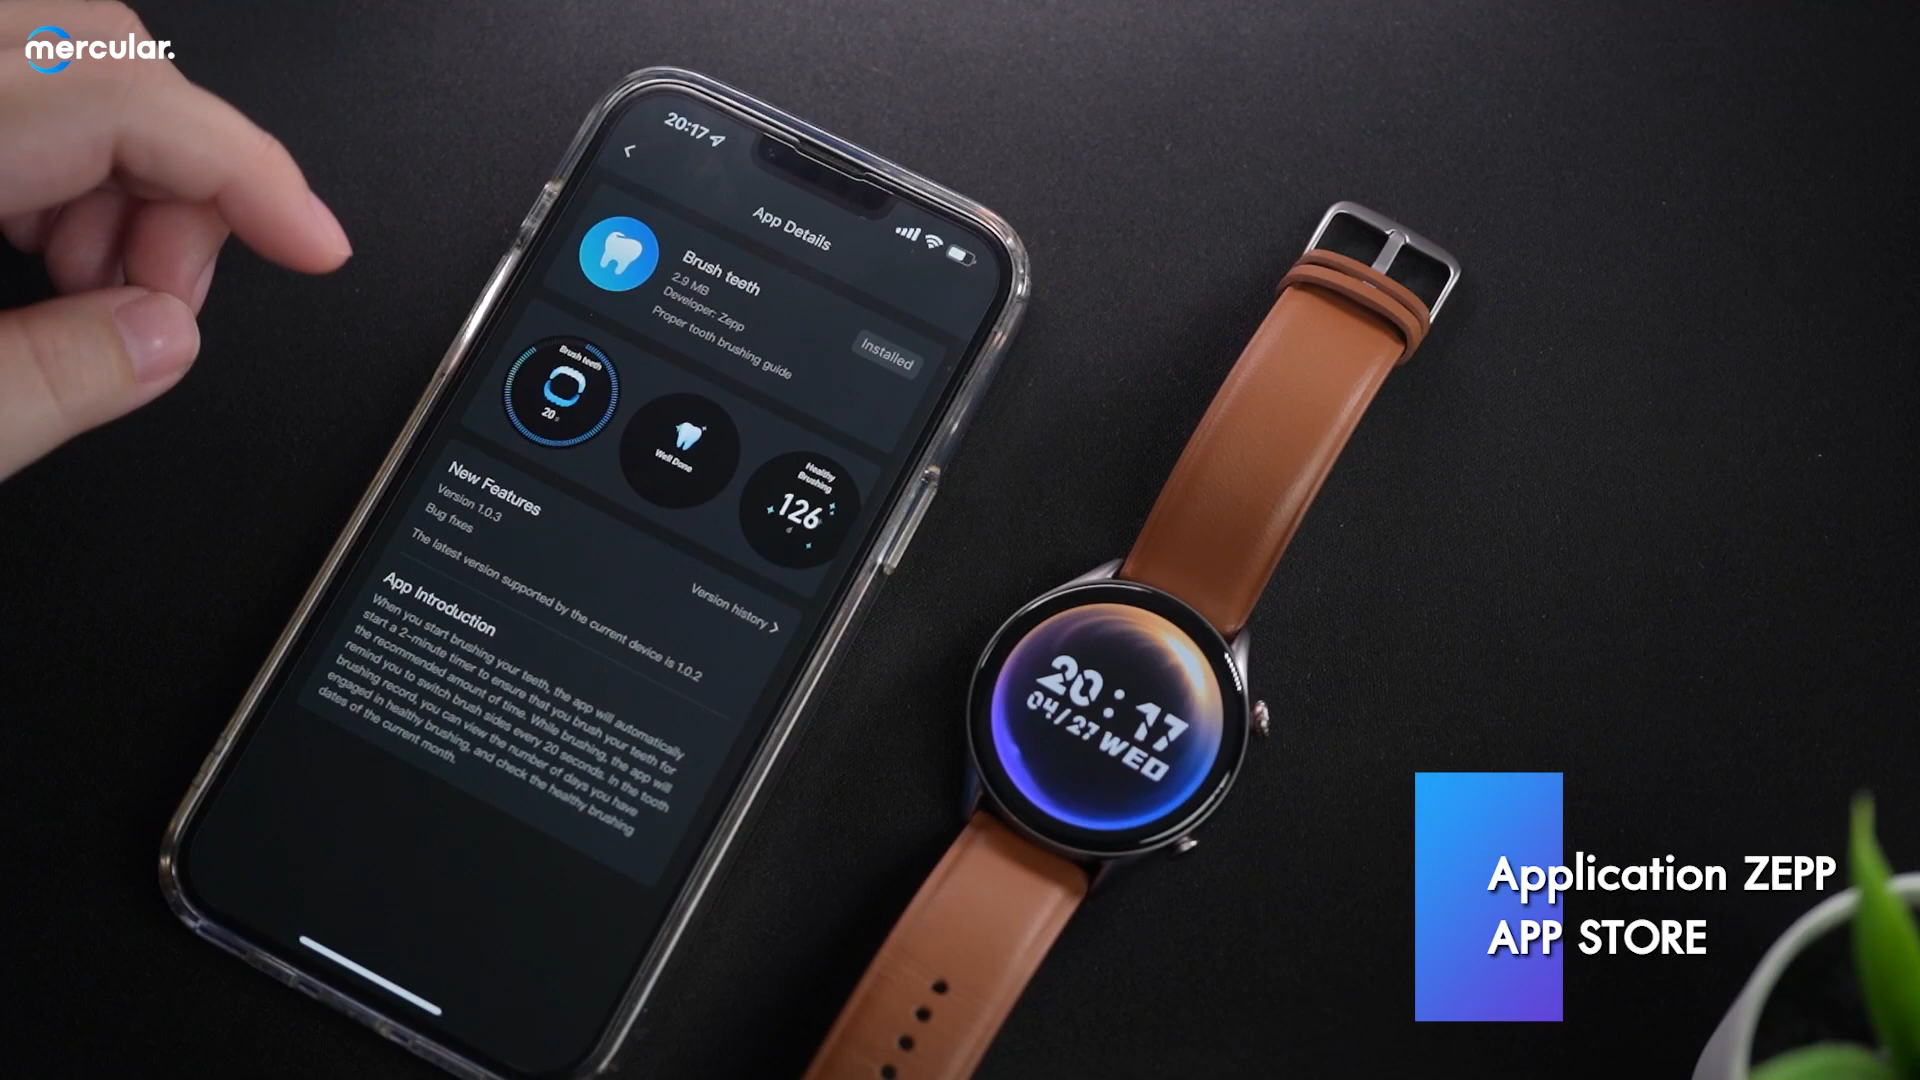 mercular.
20:17
App Details
Brush teeth
2.9 MB
Developer: Zepp
Proper tooth brushing guide
Installed
Brush teeth
20 s
Well Done
Healthy
Brushing
126
d
New Features
Version 1.0.3
Bug fixes
The latest version supported by the current device is 1.0.2
Version history
App Introduction
When you start brushing your teeth, the app will automatically
start a 2-minute timer to ensure that you brush your teeth for
the recommended amount of time. While brushing, the app will
remind you to switch brush sides every 20 seconds. In the tooth
brushing record, you can view the number of days you have
engaged in healthy brushing, and check the healthy brushing
dates of the current month.
20:17
04/27 WED
Application ZEPP
APP STORE